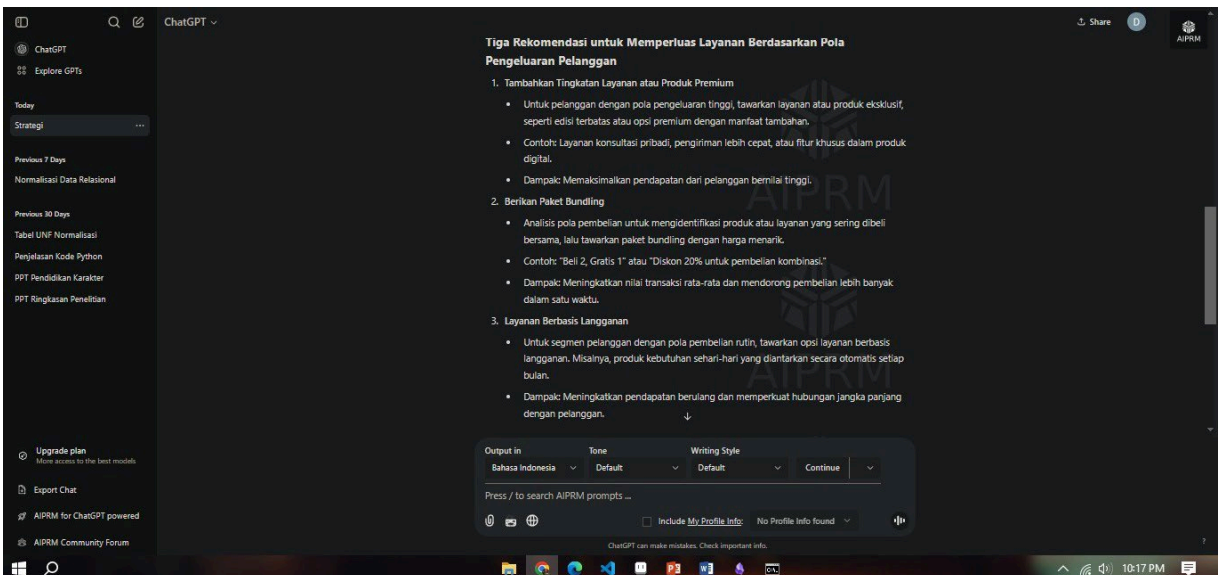 ChatGPT
Share
D
AIPRM
ChatGPT
Explore GPTs
Today
Strategi
Previous 7 Days
Normalisasi Data Relasional
Previous 30 Days
Tabel UNF Normalisasi
Penjelasan Kode Python
PPT Pendidikan Karakter
PPT Ringkasan Penelitian
Upgrade plan
More access to the best models
Export Chat
AIPRM for ChatGPT powered
AIPRM Community Forum
Tiga Rekomendasi untuk Memperluas Layanan Berdasarkan Pola
Pengeluaran Pelanggan
1. Tambahkan Tingkatan Layanan atau Produk Premium
• Untuk pelanggan dengan pola pengeluaran tinggi, tawarkan layanan atau produk eksklusif,
seperti edisi terbatas atau opsi premium dengan manfaat tambahan.
• Contoh: Layanan konsultasi pribadi, pengiriman lebih cepat, atau fitur khusus dalam produk
digital.
• Dampak: Memaksimalkan pendapatan dari pelanggan bernilai tinggi.
2. Berikan Paket Bundling
• Analisis pola pembelian untuk mengidentifikasi produk atau layanan yang sering dibeli
bersama, lalu tawarkan paket bundling dengan harga menarik.
• Contoh: "Beli 2, Gratis 1" atau "Diskon 20% untuk pembelian kombinasi."
• Dampak: Meningkatkan nilai transaksi rata-rata dan mendorong pembelian lebih banyak
dalam satu waktu.
3. Layanan Berbasis Langganan
• Untuk segmen pelanggan dengan pola pembelian rutin, tawarkan opsi layanan berbasis
langganan. Misalnya, produk kebutuhan sehari-hari yang diantarkan secara otomatis setiap
bulan.
• Dampak: Meningkatkan pendapatan berulang dan memperkuat hubungan jangka panjang
dengan pelanggan.
AIPRM
AIPRM
Output in Tone Writing Style
Bahasa Indonesia Default Default Continue
Press / to search AIPRM prompts ...
Include My Profile Info: No Profile Info found
ChatGPT can make mistakes. Check important info.
?
10:17 PM